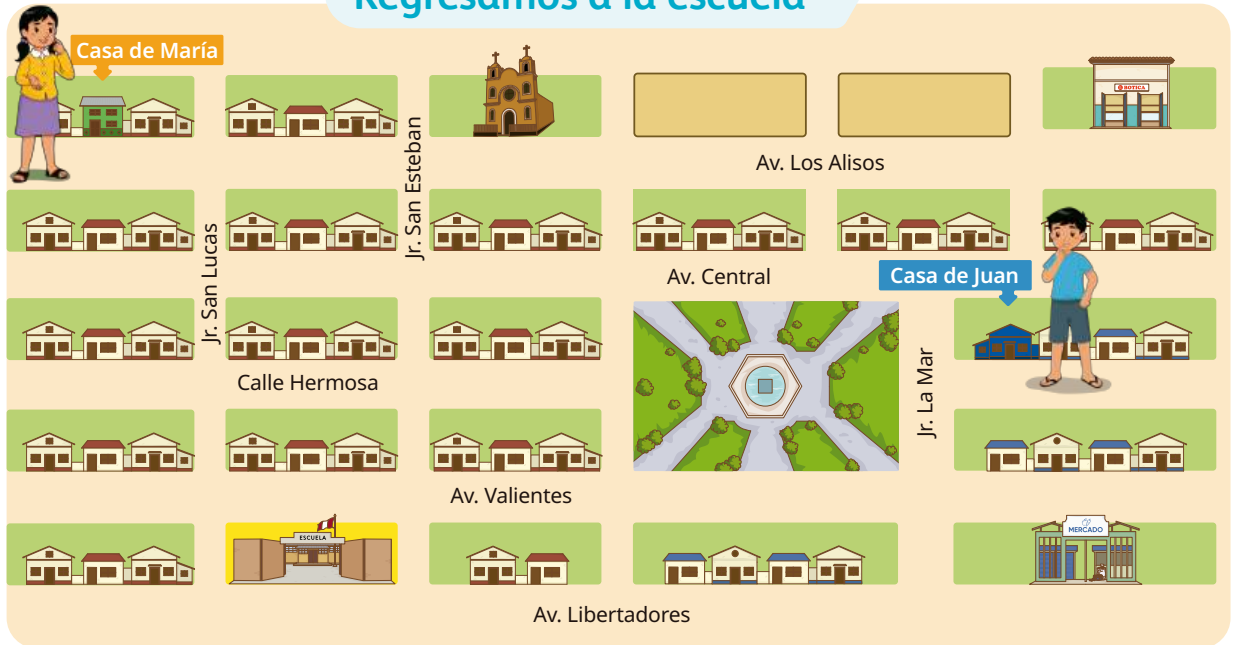 Regresamos a la escuela
Casa de María
BOTICA
Jr. San Esteban
Av. Los Alisos
Jr. San Lucas
Av. Central
Casa de Juan
Calle Hermosa
Jr. La Mar
Av. Valientes
ESCUELA
MERCADO
Av. Libertadores